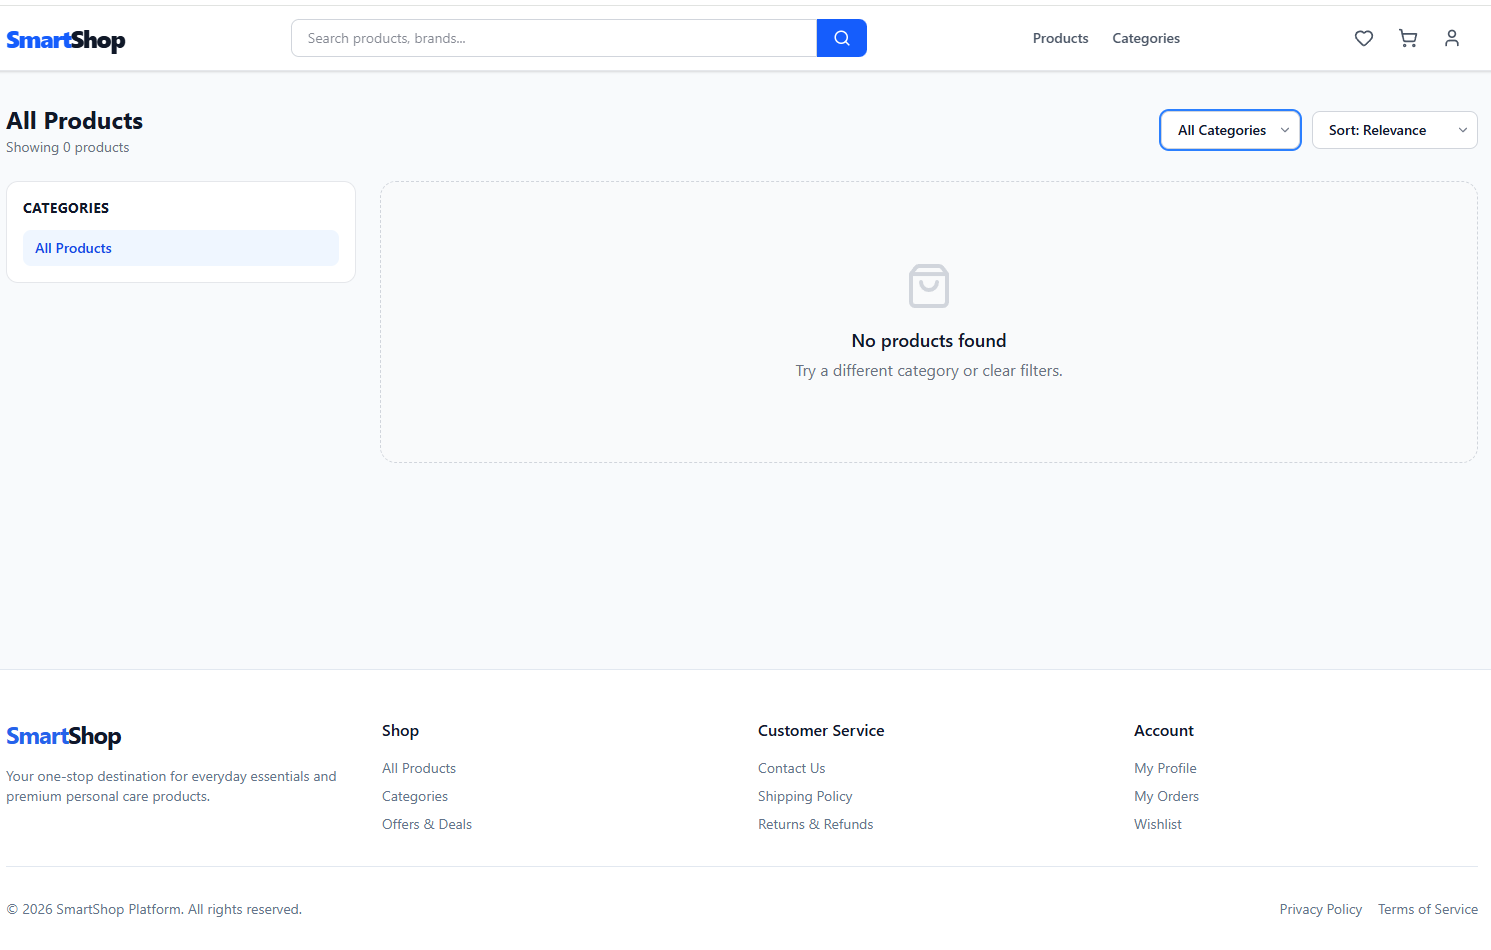 SmartShop
Search products, brands...
Products
Categories
All Products
Showing 0 products
All Categories
Sort: Relevance
CATEGORIES
All Products
No products found
Try a different category or clear filters.
SmartShop
Your one-stop destination for everyday essentials and
premium personal care products.
Shop
All Products
Categories
Offers & Deals
Customer Service
Contact Us
Shipping Policy
Returns & Refunds
Account
My Profile
My Orders
Wishlist
© 2026 SmartShop Platform. All rights reserved.
Privacy Policy
Terms of Service